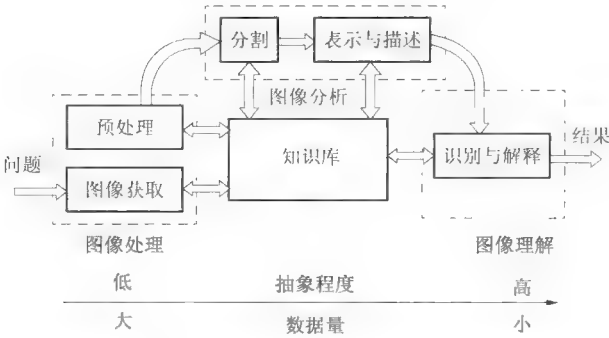 分割
表示与描述
图像分析
预处理
知识库
结果
识别与解释
问题
图像获取
图像处理
图像理解
低
抽象程度
高
大
数据量
小